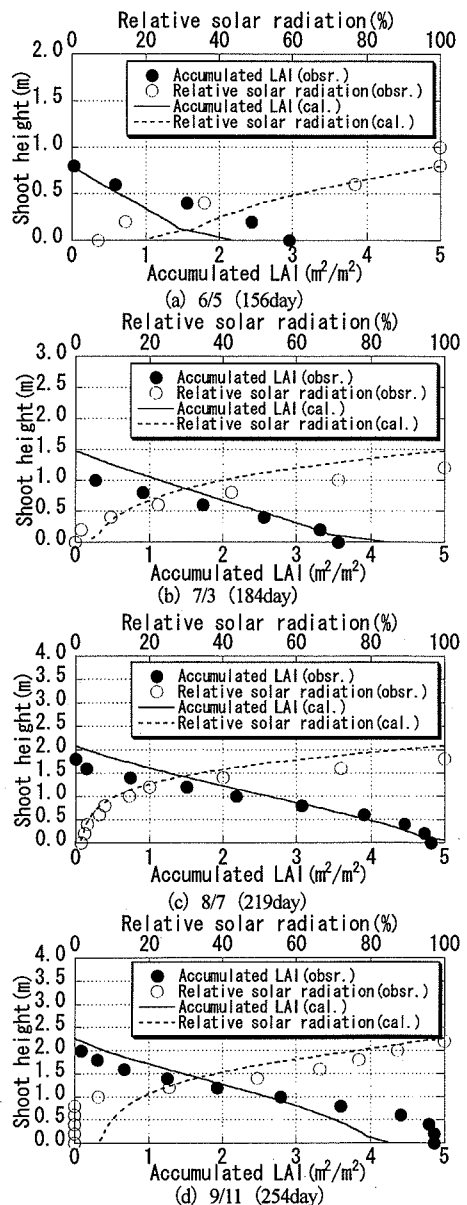 Relative solar radiation(%)
0 20 40 60 80 100
Shoot height(m)
2.0
1.5
1.0
0.5
0.0
Accumulated LAI(obsr.)
Relative solar radiation(obsr.)
Accumulated LAI(cal.)
Relative solar radiation(cal.)
0 1 2 3 4 5
Accumulated LAI(m²/m²)
(a) 6/5 (156day)
Relative solar radiation(%)
0 20 40 60 80 100
Shoot height(m)
3.0
2.5
2.0
1.5
1.0
0.5
0.0
Accumulated LAI(obsr.)
Relative solar radiation(obsr.)
Accumulated LAI(cal.)
Relative solar radiation(cal.)
0 1 2 3 4 5
Accumulated LAI(m²/m²)
(b) 7/3 (184day)
Relative solar radiation(%)
0 20 40 60 80 100
Shoot height(m)
4.0
3.5
3.0
2.5
2.0
1.5
1.0
0.5
0.0
Accumulated LAI(obsr.)
Relative solar radiation(obsr.)
Accumulated LAI(cal.)
Relative solar radiation(cal.)
0 1 2 3 4 5
Accumulated LAI(m²/m²)
(c) 8/7 (219day)
Relative solar radiation(%)
0 20 40 60 80 100
Shoot height(m)
4.0
3.5
3.0
2.5
2.0
1.5
1.0
0.5
0.0
Accumulated LAI(obsr.)
Relative solar radiation(obsr.)
Accumulated LAI(cal.)
Relative solar radiation(cal.)
0 1 2 3 4 5
Accumulated LAI(m²/m²)
(d) 9/11 (254day)